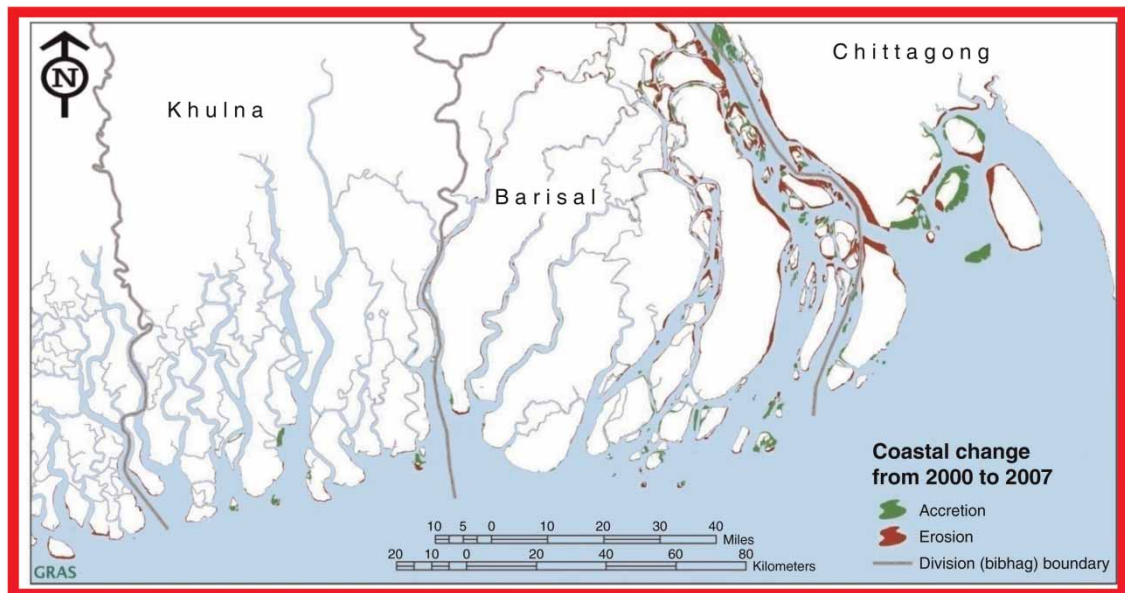 N
Chittagong
Khulna
Barisal
Coastal change
from 2000 to 2007
Accretion
Erosion
Division (bibhag) boundary
10 5 0 10 20 30 40
Miles
20 10 0 20 40 60 80
Kilometers
GRAS